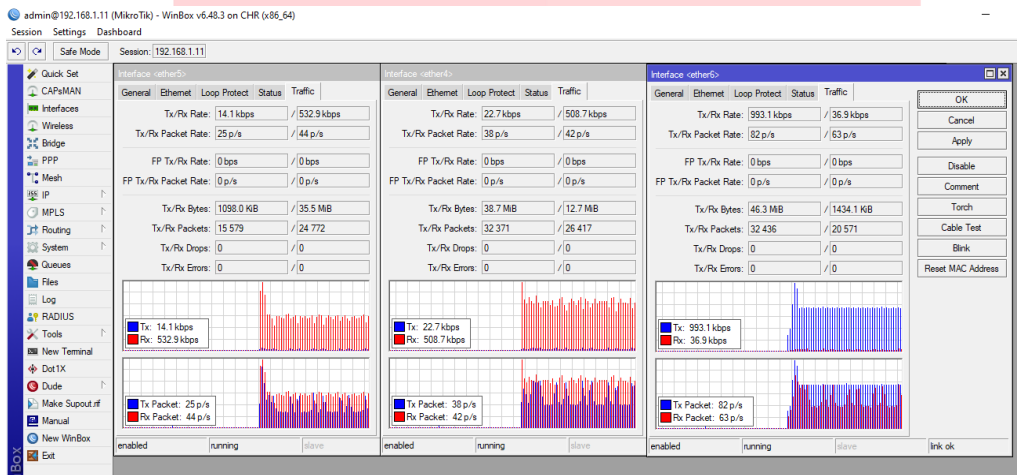 admin@192.168.1.11 (MikroTik) - WinBox v6.48.3 on CHR (x86_64)
Session Settings Dashboard
Safe Mode Session: 192.168.1.11
Quick Set
CAPsMAN
Interfaces
Wireless
Bridge
PPP
Mesh
IP
MPLS
Routing
System
Queues
Files
Log
RADIUS
Tools
New Terminal
Dot1X
Dude
Make Supout.rif
Manual
New WinBox
Exit
Box
Interface <ether5>
General Ethernet Loop Protect Status Traffic
Tx/Rx Rate: 14.1 kbps / 532.9 kbps
Tx/Rx Packet Rate: 25 p/s / 44 p/s
FP Tx/Rx Rate: 0 bps / 0 bps
FP Tx/Rx Packet Rate: 0 p/s / 0 p/s
Tx/Rx Bytes: 1098.0 KiB / 35.5 MiB
Tx/Rx Packets: 15 579 / 24 772
Tx/Rx Drops: 0 / 0
Tx/Rx Errors: 0 / 0
Tx: 14.1 kbps
Rx: 532.9 kbps
Tx Packet: 25 p/s
Rx Packet: 44 p/s
enabled running slave
Interface <ether4>
General Ethernet Loop Protect Status Traffic
Tx/Rx Rate: 22.7 kbps / 508.7 kbps
Tx/Rx Packet Rate: 38 p/s / 42 p/s
FP Tx/Rx Rate: 0 bps / 0 bps
FP Tx/Rx Packet Rate: 0 p/s / 0 p/s
Tx/Rx Bytes: 38.7 MiB / 12.7 MiB
Tx/Rx Packets: 32 371 / 26 417
Tx/Rx Drops: 0 / 0
Tx/Rx Errors: 0 / 0
Tx: 22.7 kbps
Rx: 508.7 kbps
Tx Packet: 38 p/s
Rx Packet: 42 p/s
enabled running slave
Interface <ether6>
General Ethernet Loop Protect Status Traffic
Tx/Rx Rate: 993.1 kbps / 36.9 kbps
Tx/Rx Packet Rate: 82 p/s / 63 p/s
FP Tx/Rx Rate: 0 bps / 0 bps
FP Tx/Rx Packet Rate: 0 p/s / 0 p/s
Tx/Rx Bytes: 46.3 MiB / 1434.1 KiB
Tx/Rx Packets: 32 436 / 20 571
Tx/Rx Drops: 0 / 0
Tx/Rx Errors: 0 / 0
Tx: 993.1 kbps
Rx: 36.9 kbps
Tx Packet: 82 p/s
Rx Packet: 63 p/s
enabled running slave link ok
OK
Cancel
Apply
Disable
Comment
Torch
Cable Test
Blink
Reset MAC Address